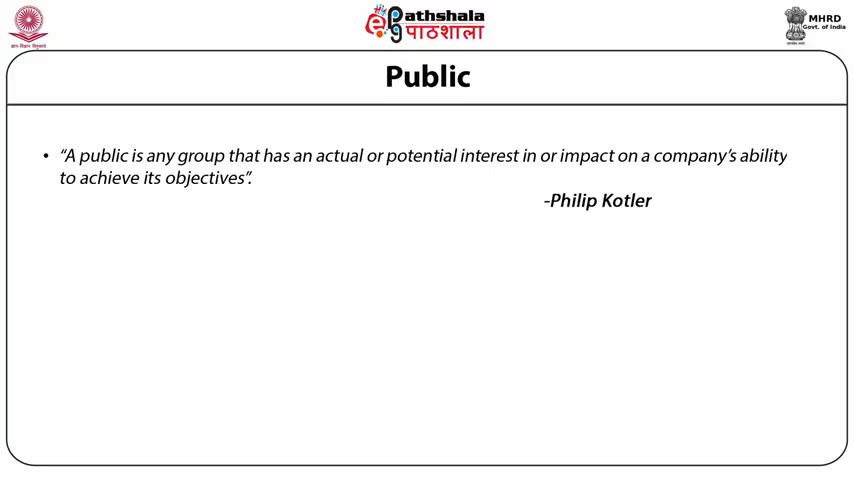 ePathshala
पाठशाला
MHRD
Govt. of India
Public
• “A public is any group that has an actual or potential interest in or impact on a company’s ability
to achieve its objectives”.
-Philip Kotler